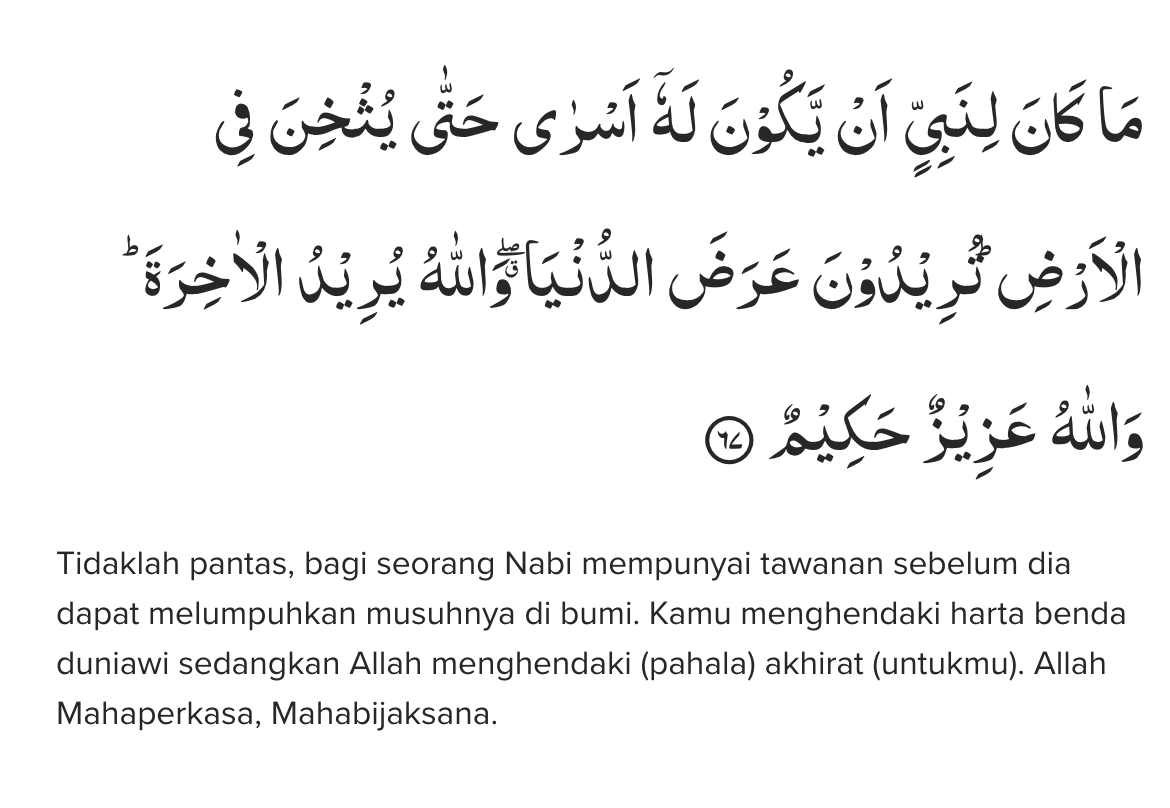 مَا كَانَ لِنَبِيٍّ اَنْ يَّكُوْنَ لَهٗٓ اَسْرٰى حَتّٰى يُثْخِنَ فِى
الْاَرْضِۗ تُرِيْدُوْنَ عَرَضَ الدُّنْيَاۖ وَاللّٰهُ يُرِيْدُ الْاٰخِرَةَۗ
وَاللّٰهُ عَزِيْزٌ حَكِيْمٌ ٦٧
Tidaklah pantas, bagi seorang Nabi mempunyai tawanan sebelum dia
dapat melumpuhkan musuhnya di bumi. Kamu menghendaki harta benda
duniawi sedangkan Allah menghendaki (pahala) akhirat (untukmu). Allah
Mahaperkasa, Mahabijaksana.